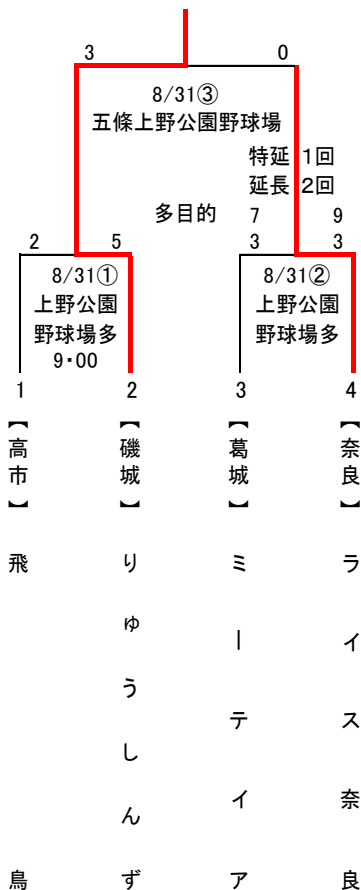 3 0
8/31③
五條上野公園野球場
特延 1回
延長 2回
多目的 7 9
2 5 3 3
8/31① 8/31②
上野公園 上野公園
野球場多 野球場多
9・00
1 2 3 4
【高市】 【磯城】 【葛城】 【奈良】
飛鳥 りゅうしんず ミーティア ライズ奈良